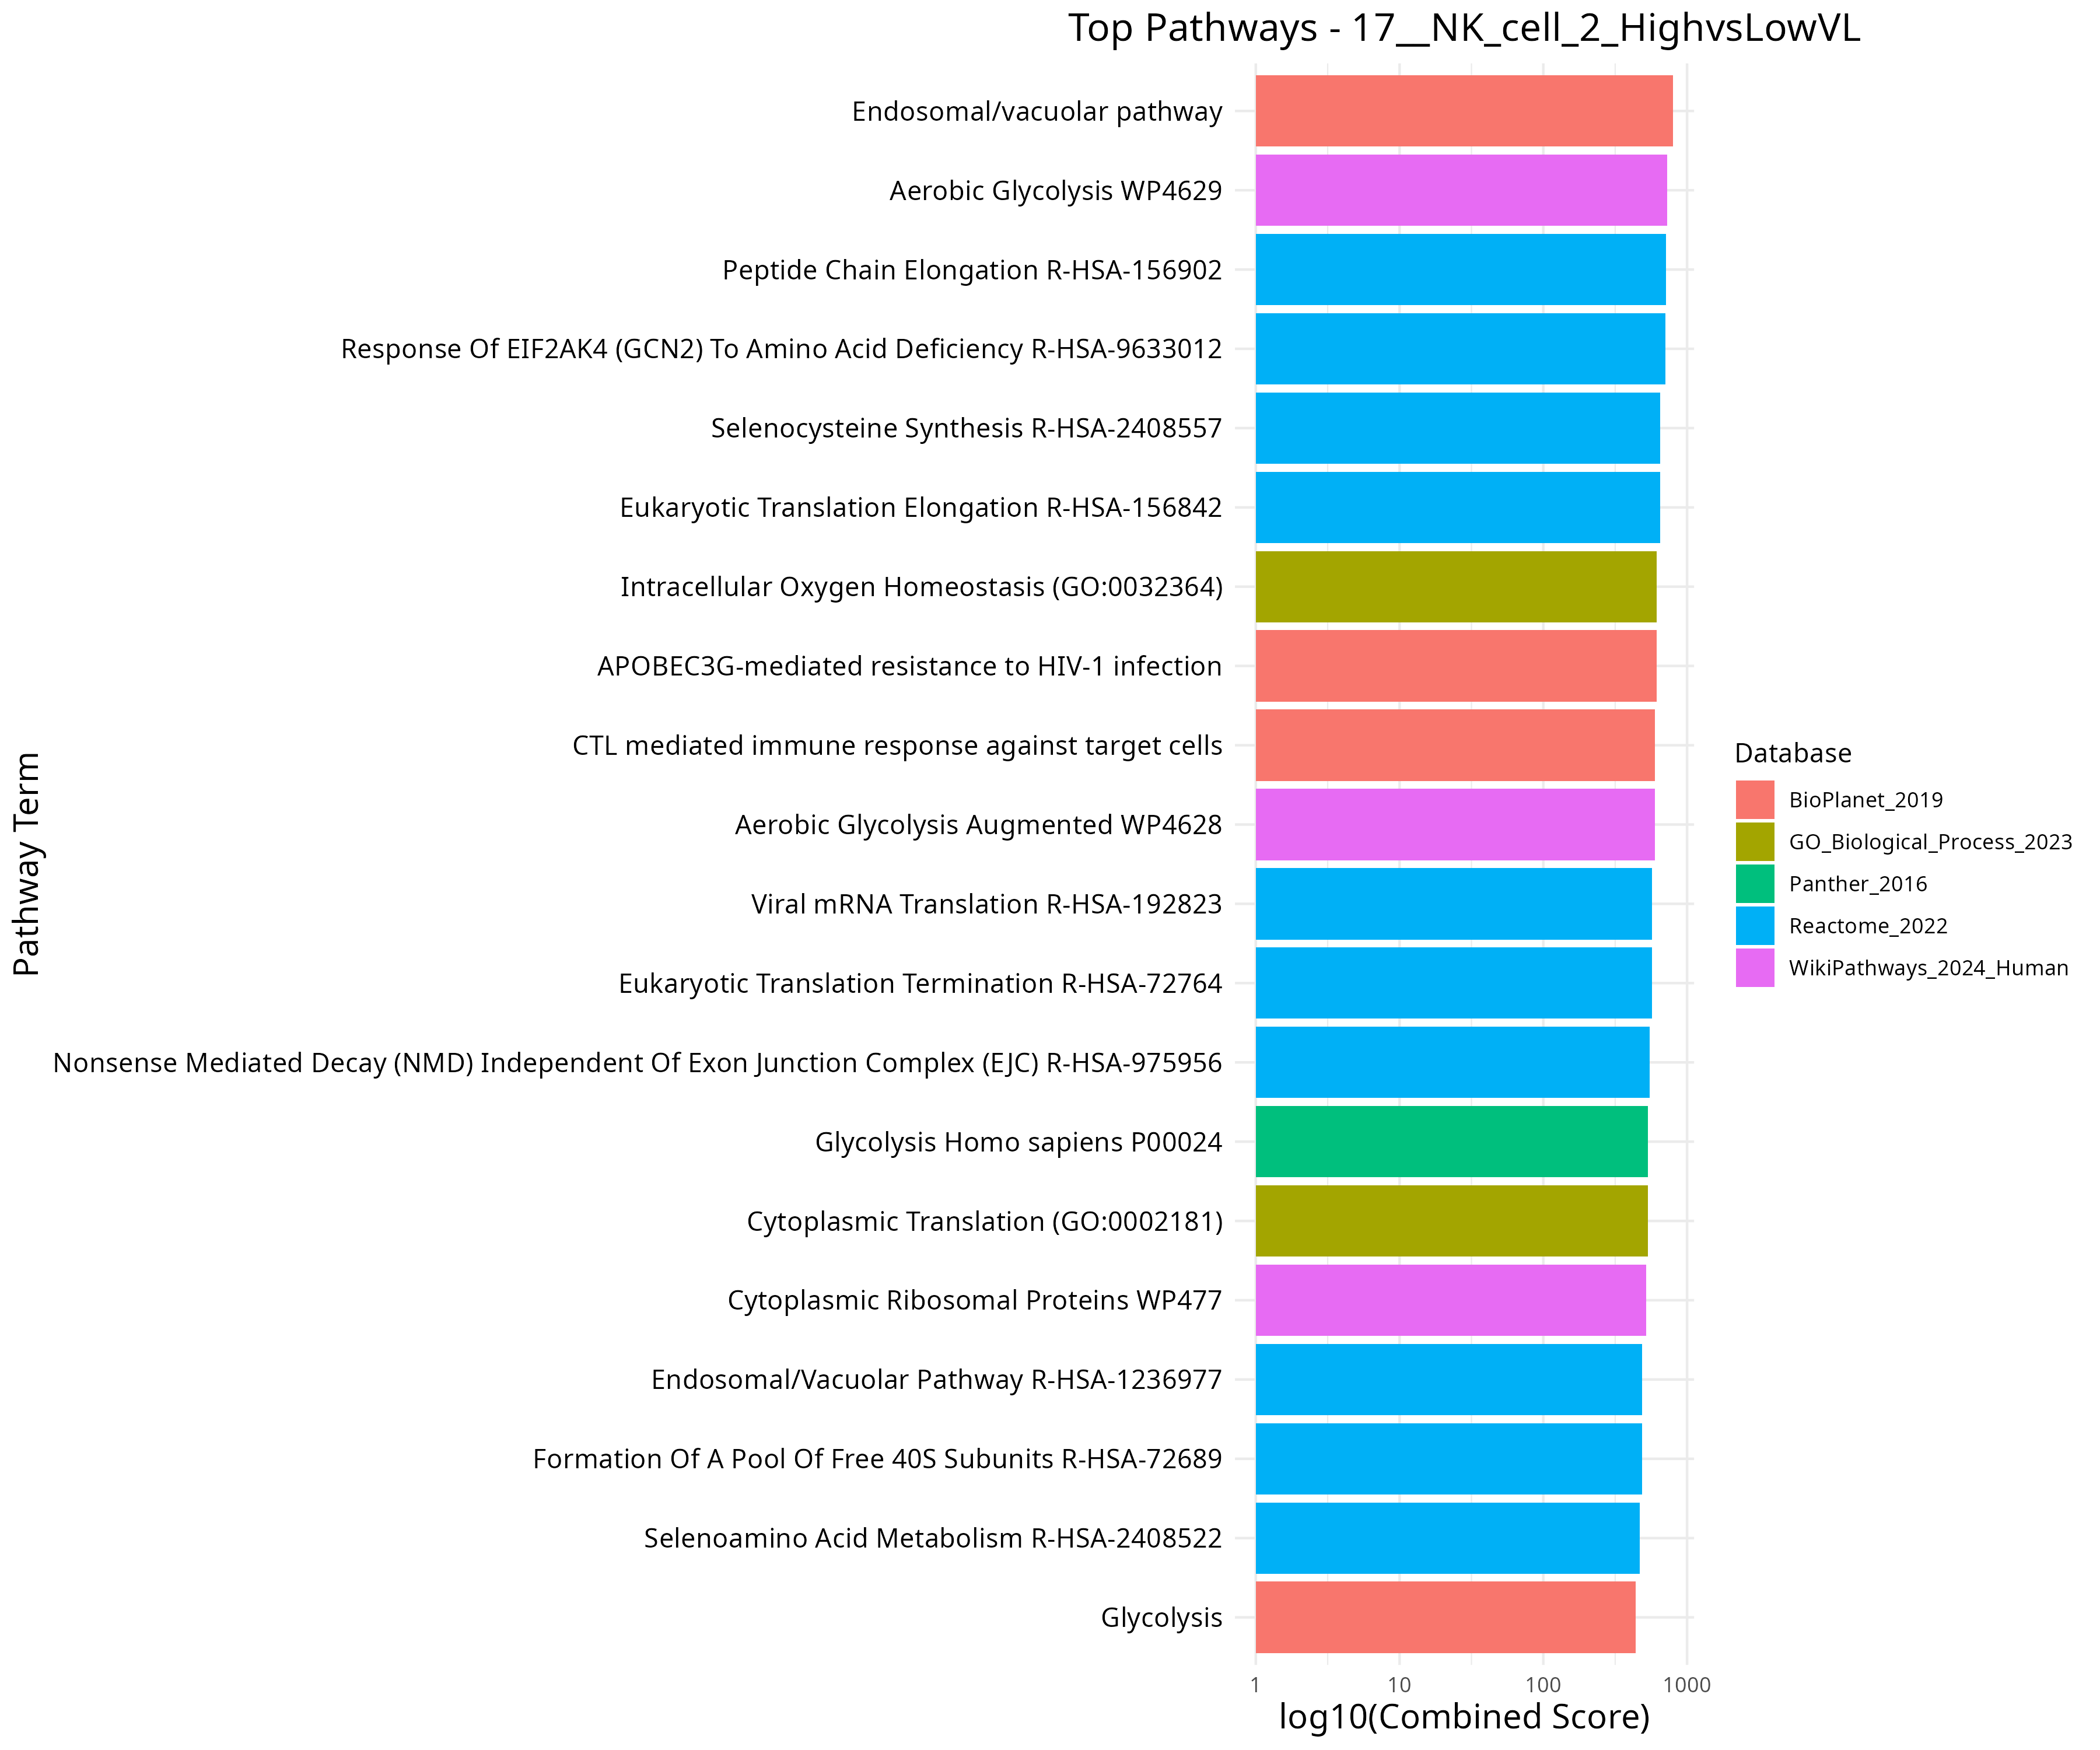 Top Pathways - 17__NK_cell_2_HighvsLowVL
Pathway Term
Endosomal/vacuolar pathway
Aerobic Glycolysis WP4629
Peptide Chain Elongation R-HSA-156902
Response Of EIF2AK4 (GCN2) To Amino Acid Deficiency R-HSA-9633012
Selenocysteine Synthesis R-HSA-2408557
Eukaryotic Translation Elongation R-HSA-156842
Intracellular Oxygen Homeostasis (GO:0032364)
APOBEC3G-mediated resistance to HIV-1 infection
CTL mediated immune response against target cells
Aerobic Glycolysis Augmented WP4628
Viral mRNA Translation R-HSA-192823
Eukaryotic Translation Termination R-HSA-72764
Nonsense Mediated Decay (NMD) Independent Of Exon Junction Complex (EJC) R-HSA-975956
Glycolysis Homo sapiens P00024
Cytoplasmic Translation (GO:0002181)
Cytoplasmic Ribosomal Proteins WP477
Endosomal/Vacuolar Pathway R-HSA-1236977
Formation Of A Pool Of Free 40S Subunits R-HSA-72689
Selenoamino Acid Metabolism R-HSA-2408522
Glycolysis
1 10 100 1000
log10(Combined Score)
Database
BioPlanet_2019
GO_Biological_Process_2023
Panther_2016
Reactome_2022
WikiPathways_2024_Human